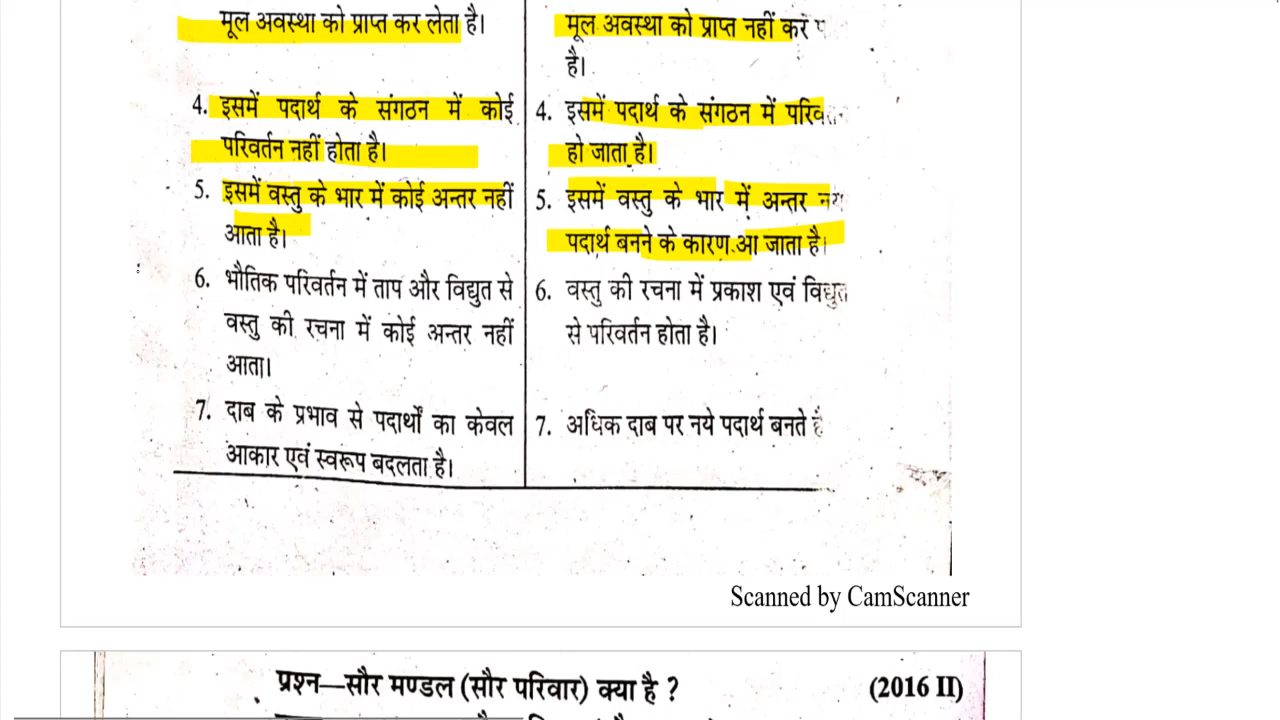 मूल अवस्था को प्राप्त कर लेता है।
4. इसमें पदार्थ के संगठन में कोई
परिवर्तन नहीं होता है।
5. इसमें वस्तु के भार में कोई अन्तर नहीं
आता है।
6. भौतिक परिवर्तन में ताप और विद्युत से
वस्तु की रचना में कोई अन्तर नहीं
आता।
7. दाब के प्रभाव से पदार्थों का केवल
आकार एवं स्वरूप बदलता है।
मूल अवस्था को प्राप्त नहीं कर
है।
4. इसमें पदार्थ के संगठन में
हो जाता है।
5. इसमें वस्तु के भार में अन्तर
पदार्थ बनने के कारण आ जाता है।
6. वस्तु की रचना में प्रकाश एवं विद्युत
से परिवर्तन होता है।
7. अधिक दाब पर नये पदार्थ बनते
Scanned by CamScanner
प्रश्न—सौर मण्डल (सौर परिवार) क्या है ? (2016 II)